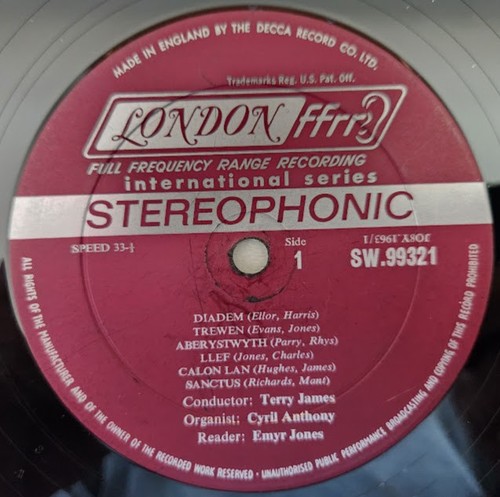 MADE IN ENGLAND BY THE DECCA RECORD CO. LTD.
Trademarks Reg. U.S. Pat. Off.
LONDON ffrr
FULL FREQUENCY RANGE RECORDING
international series
STEREOPHONIC
SPEED 33-⅓
Side
1
SW.99321
DIADEM (Ellor, Harris)
TREWEN (Evans, Jones)
ABERYSTWYTH (Parry, Rhys)
LLEF (Jones, Charles)
CALON LAN (Hughes, James)
SANCTUS (Richards, Mant)
Conductor: Terry James
Organist: Cyril Anthony
Reader: Emyr Jones
ALL RIGHTS OF THE MANUFACTURER AND OF THE OWNER OF THE RECORDED WORK RESERVED · UNAUTHORISED PUBLIC PERFORMANCE BROADCASTING AND COPYING OF THIS RECORD PROHIBITED